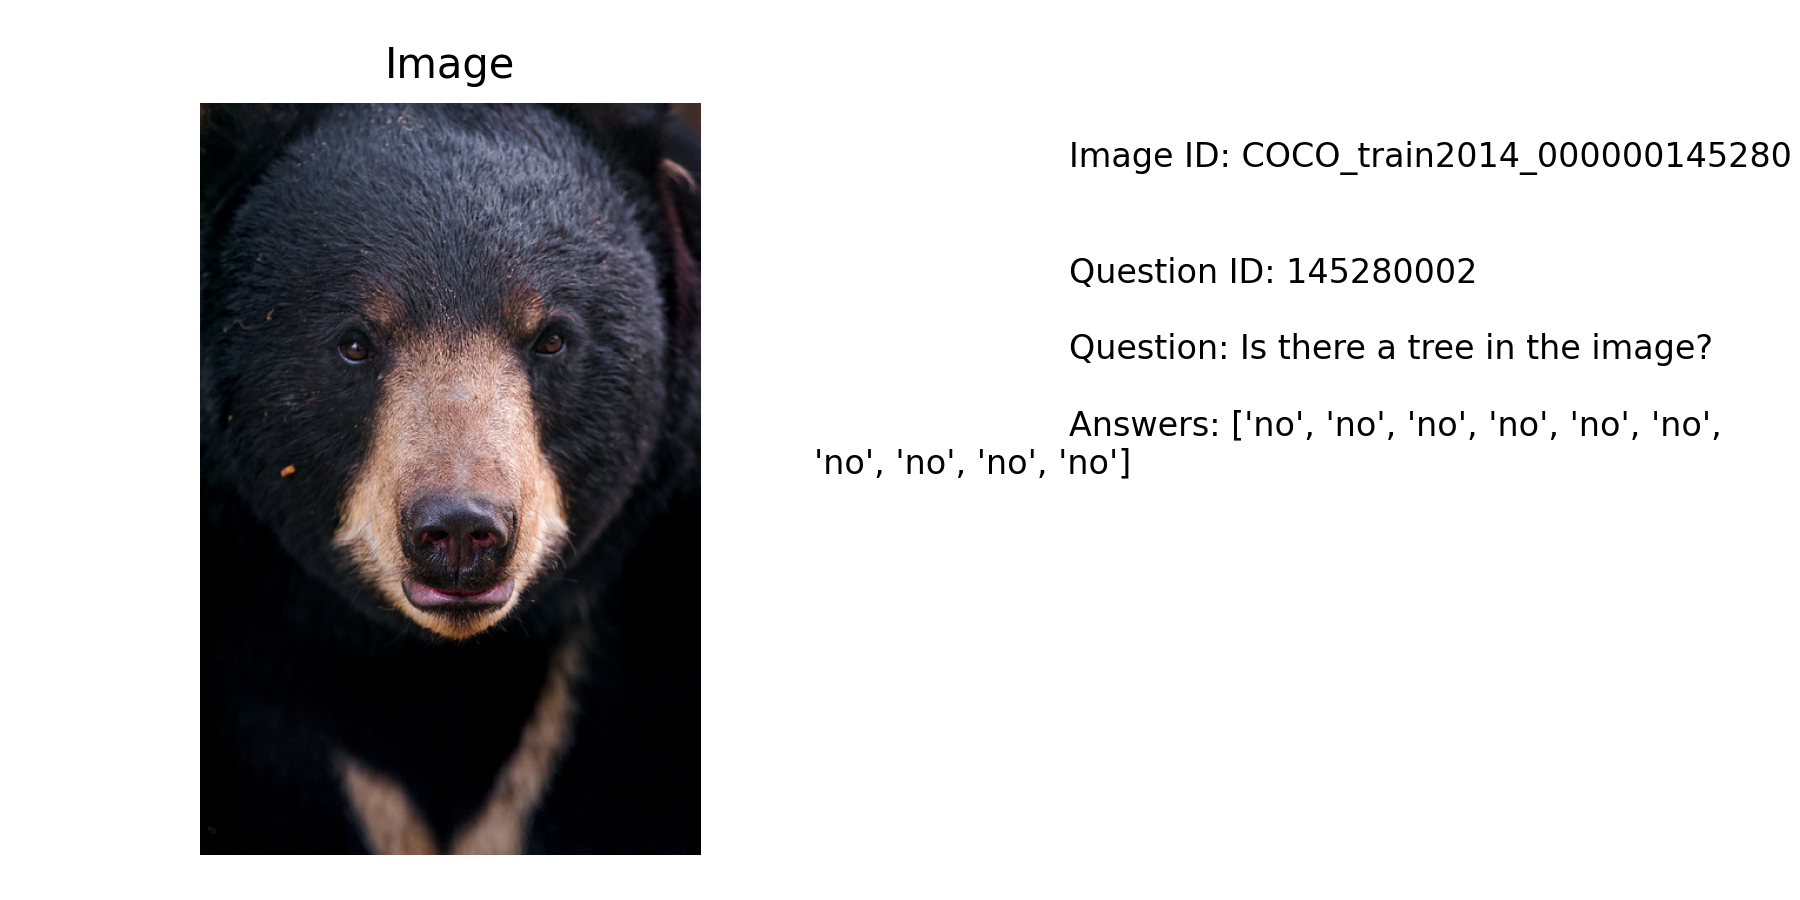 Image
Image ID: COCO_train2014_000000145280
Question ID: 145280002
Question: Is there a tree in the image?
Answers: ['no', 'no', 'no', 'no', 'no', 'no',
'no', 'no', 'no', 'no']